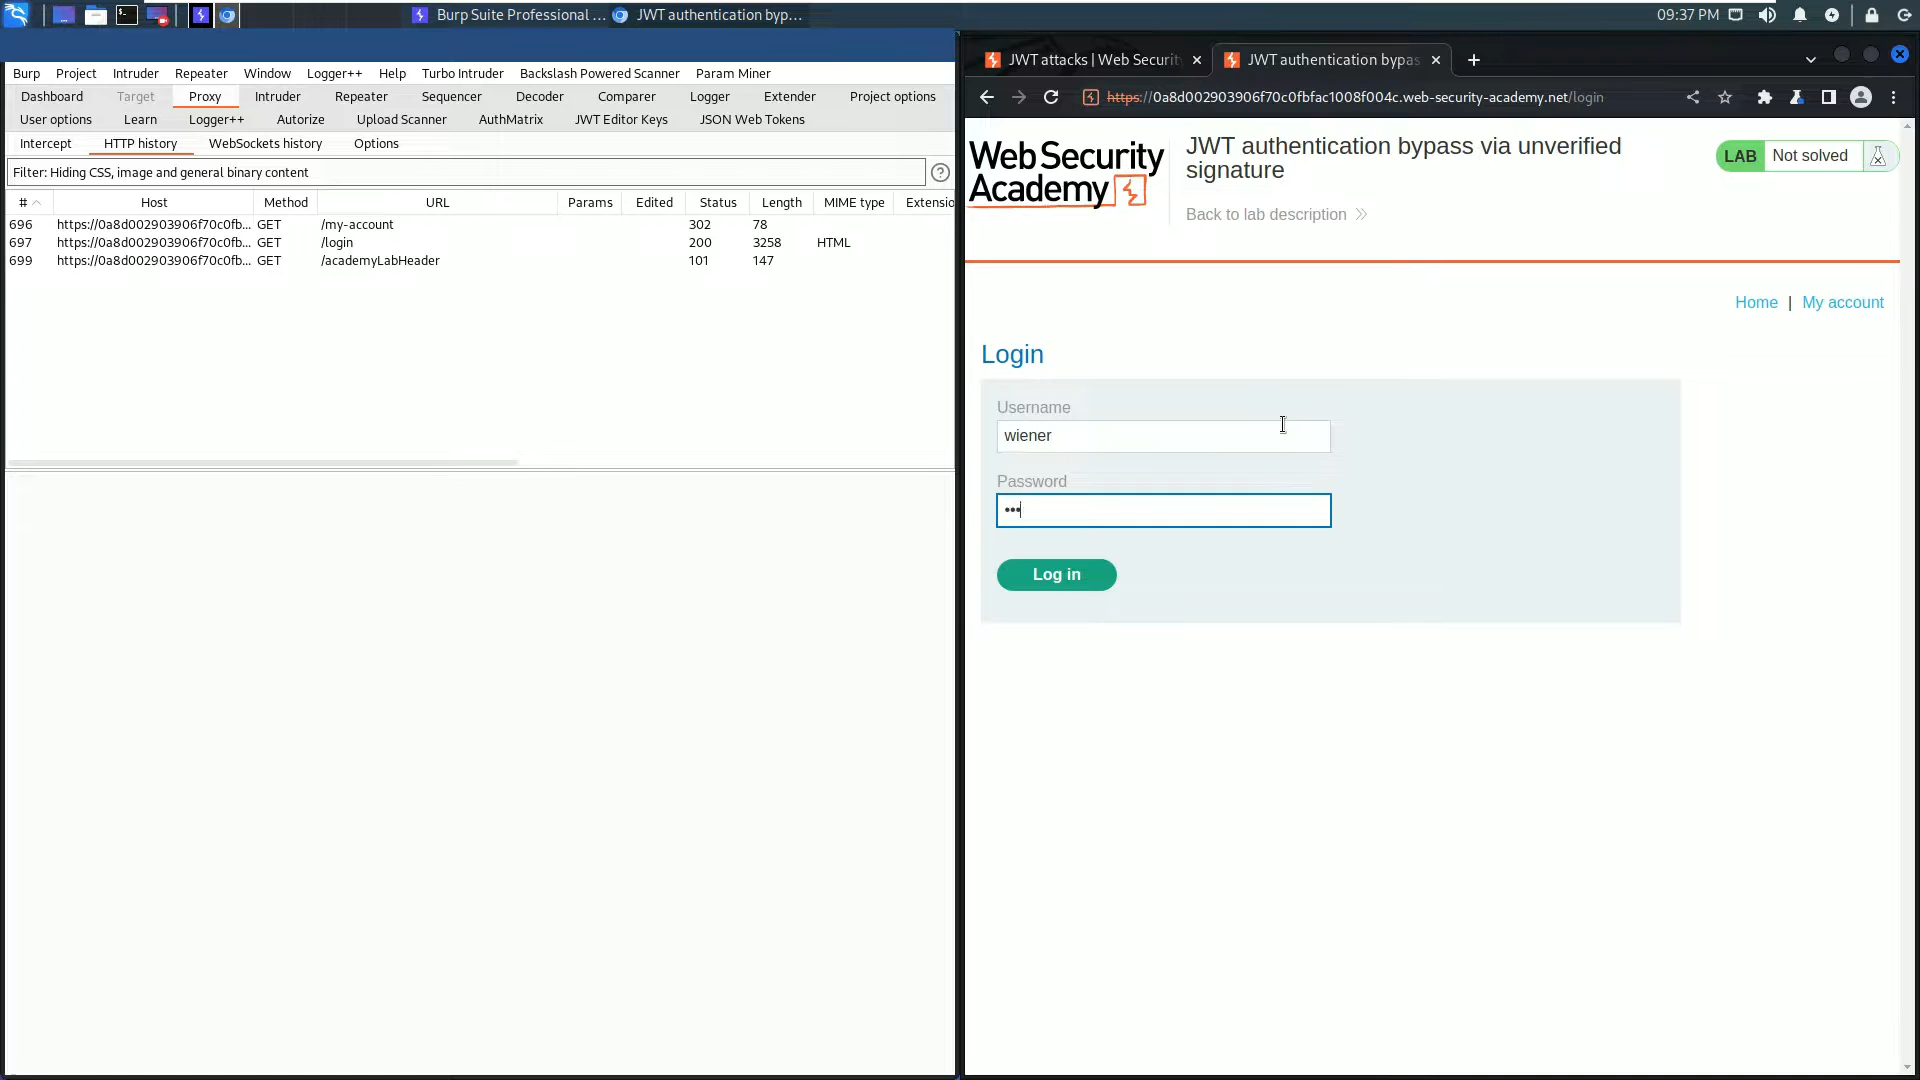 Burp Suite Professional ... JWT authentication byp... 09:37 PM
Burp Project Intruder Repeater Window Logger++ Help Turbo Intruder Backslash Powered Scanner Param Miner
Dashboard Target Proxy Intruder Repeater Sequencer Decoder Comparer Logger Extender Project options
User options Learn Logger++ Autorize Upload Scanner AuthMatrix JWT Editor Keys JSON Web Tokens
Intercept HTTP history WebSockets history Options
Filter: Hiding CSS, image and general binary content
# Host Method URL Params Edited Status Length MIME type Extensio
696 https://0a8d002903906f70c0fb... GET /my-account 302 78
697 https://0a8d002903906f70c0fb... GET /login 200 3258 HTML
699 https://0a8d002903906f70c0fb... GET /academyLabHeader 101 147
JWT attacks | Web Securit JWT authentication bypas
https://0a8d002903906f70c0fbfac1008f004c.web-security-academy.net/login
Web Security
Academy
JWT authentication bypass via unverified
signature
Back to lab description
LAB Not solved
Home | My account
Login
Username
wiener
Password
•••
Log in